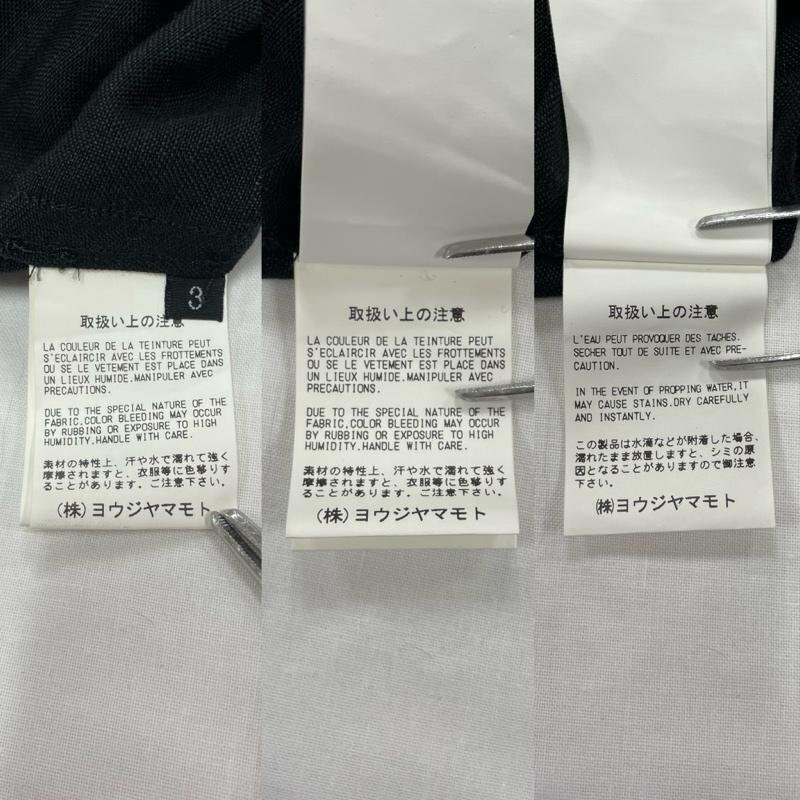 3
取扱い上の注意
LA COULEUR DE LA TEINTURE PEUT
S'ECLAIRCIR AVEC LES FROTTEMENTS
OU SE LE VETEMENT EST PLACE DANS
UN LIEUX HUMIDE.MANIPULER AVEC
PRECAUTIONS.
DUE TO THE SPECIAL NATURE OF THE
FABRIC,COLOR BLEEDING MAY OCCUR
BY RUBBING OR EXPOSURE TO HIGH
HUMIDITY.HANDLE WITH CARE.
素材の特性上、汗や水で濡れて強く
摩擦されますと、衣服等に色移りす
ることがあります。ご注意下さい。
(株)ヨウジヤマモト
取扱い上の注意
LA COULEUR DE LA TEINTURE PEUT
S'ECLAIRCIR AVEC LES FROTTEMENTS
OU SE LE VETEMENT EST PLACE DANS
UN LIEUX HUMIDE.MANIPULER AVEC
PRECAUTIONS.
DUE TO THE SPECIAL NATURE OF THE
FABRIC,COLOR BLEEDING MAY OCCUR
BY RUBBING OR EXPOSURE TO HIGH
HUMIDITY.HANDLE WITH CARE.
素材の特性上、汗や水で濡れて強く
摩擦されますと、衣服等に色移りす
ることがあります。ご注意下さい。
(株)ヨウジヤマモト
取扱い上の注意
L'EAU PEUT PROVOQUER DES TACHES.
SECHER TOUT DE SUITE ET AVEC PRE-
CAUTION.
IN THE EVENT OF PROPPING WATER,IT
MAY CAUSE STAINS.DRY CAREFULLY
AND INSTANTLY.
この製品は水滴などが附着した場合、
濡れたまま放置しますと、シミの原
因となることがありますので御注意
下さい。
㈱ヨウジヤマモト